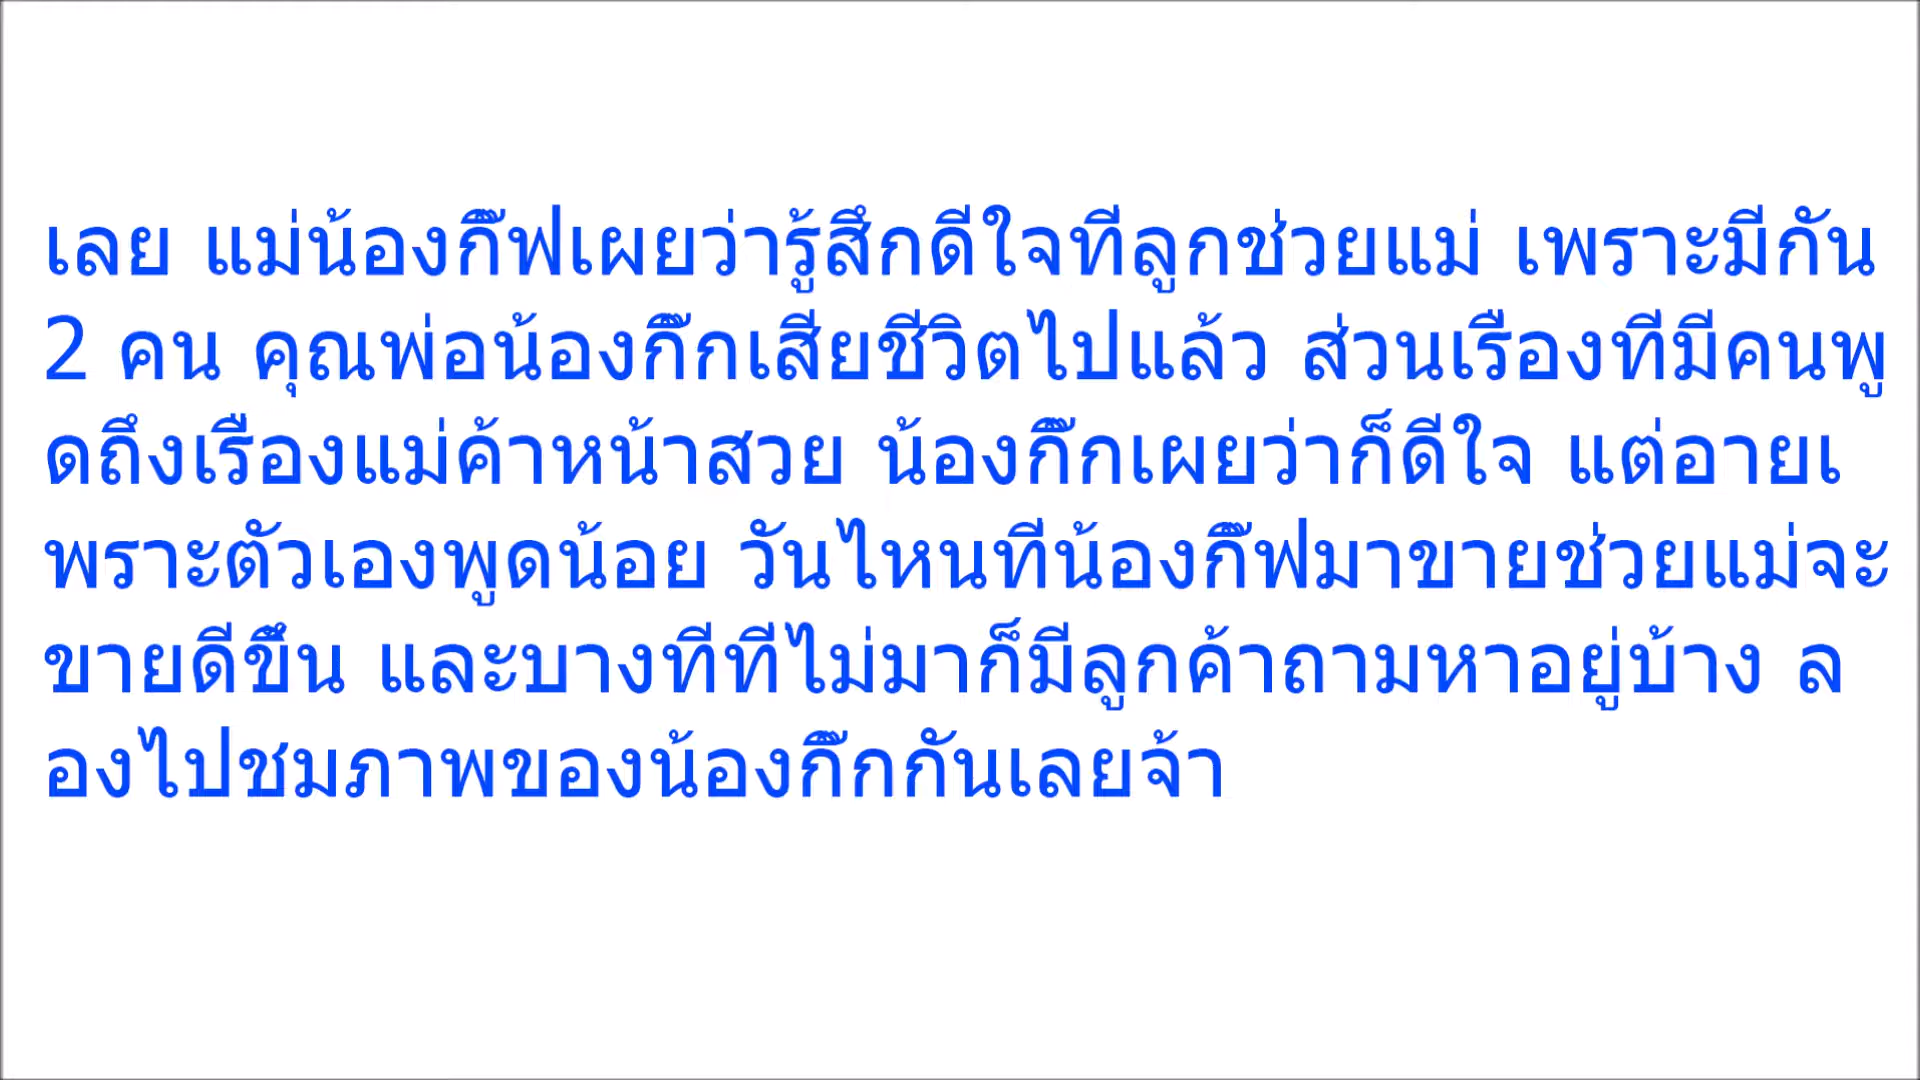 เลย แม่น้องกิ๊ฟเผยว่ารู้สึกดีใจที่ลูกช่วยแม่ เพราะมีกัน
2 คน คุณพ่อน้องกิ๊กเสียชีวิตไปแล้ว ส่วนเรื่องที่มีคนพู
ดถึงเรื่องแม่ค้าหน้าสวย น้องกิ๊กเผยว่าก็ดีใจ แต่อายเ
พราะตัวเองพูดน้อย วันไหนที่น้องกิ๊ฟมาขายช่วยแม่จะ
ขายดีขึ้น และบางทีที่ไม่มาก็มีลูกค้าถามหาอยู่บ้าง ล
องไปชมภาพของน้องกิ๊กกันเลยจ้า